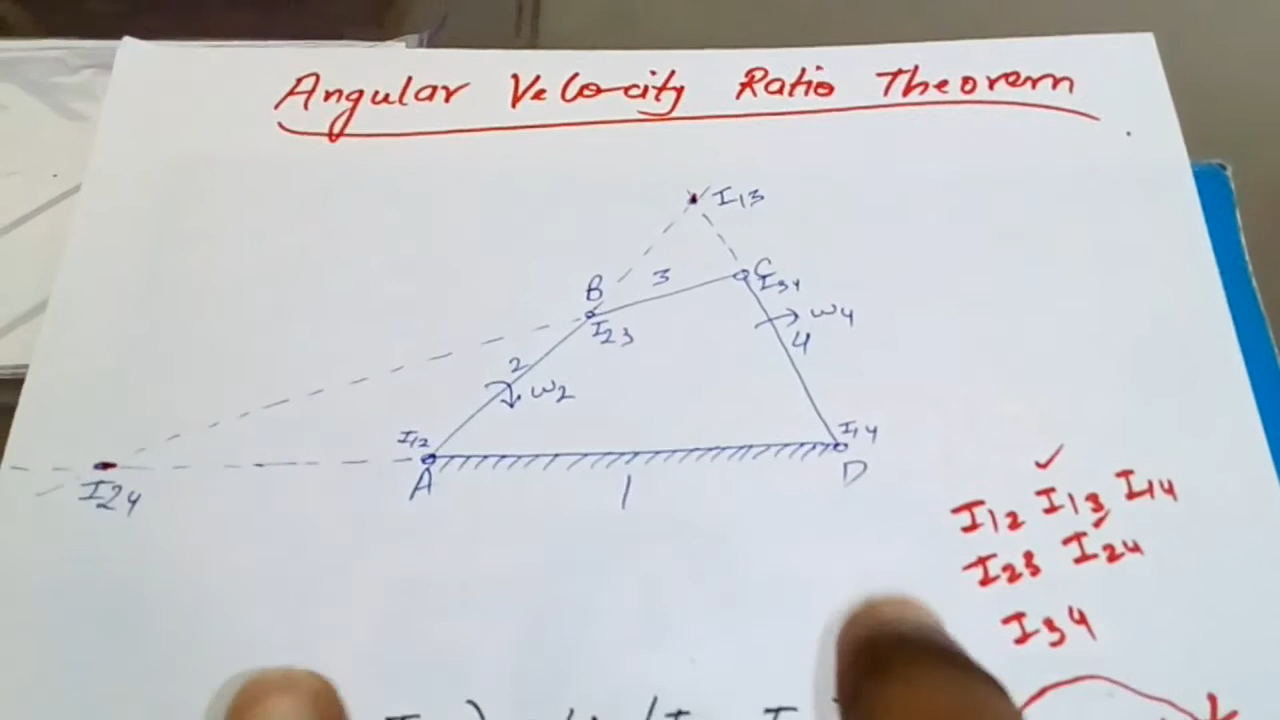 Angular Velocity Ratio Theorem
I13
B 3 C
I34
I23
ω4
4
2
ω2
I12 I14
A D
I24
1
I12 I13 I14
I23 I24
I34